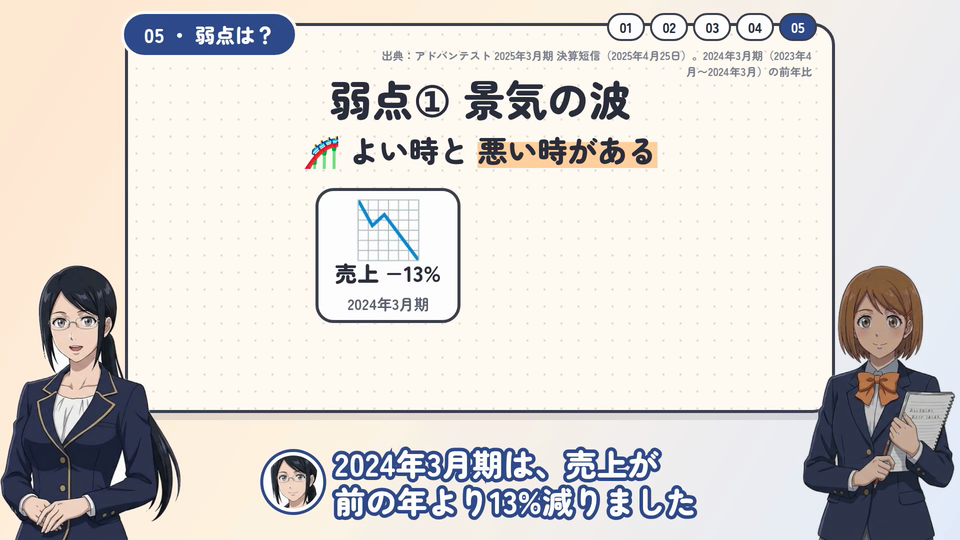 05 ・ 弱点は？
01 02 03 04 05
出典：アドバンテスト 2025年3月期 決算短信（2025年4月25日）。2024年3月期（2023年4
月〜2024年3月）の前年比
弱点① 景気の波
よい時と 悪い時がある
売上 −13%
2024年3月期
2024年3月期は、売上が
前の年より13%減りました